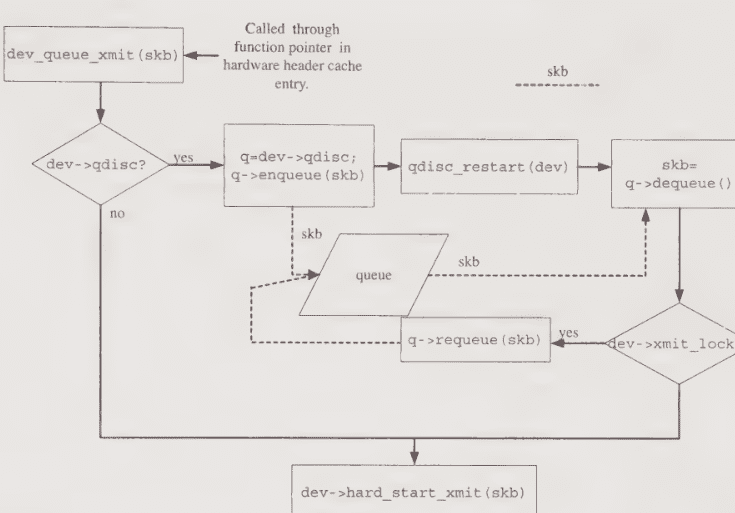 Called through
function pointer in
hardware header cache
entry.
dev_queue_xmit(skb)
skb
dev->qdisc?
yes
q=dev->qdisc;
q->enqueue(skb)
qdisc_restart(dev)
skb=
q->dequeue()
no
skb
queue
skb
q->requeue(skb)
yes
dev->xmit_lock
dev->hard_start_xmit(skb)